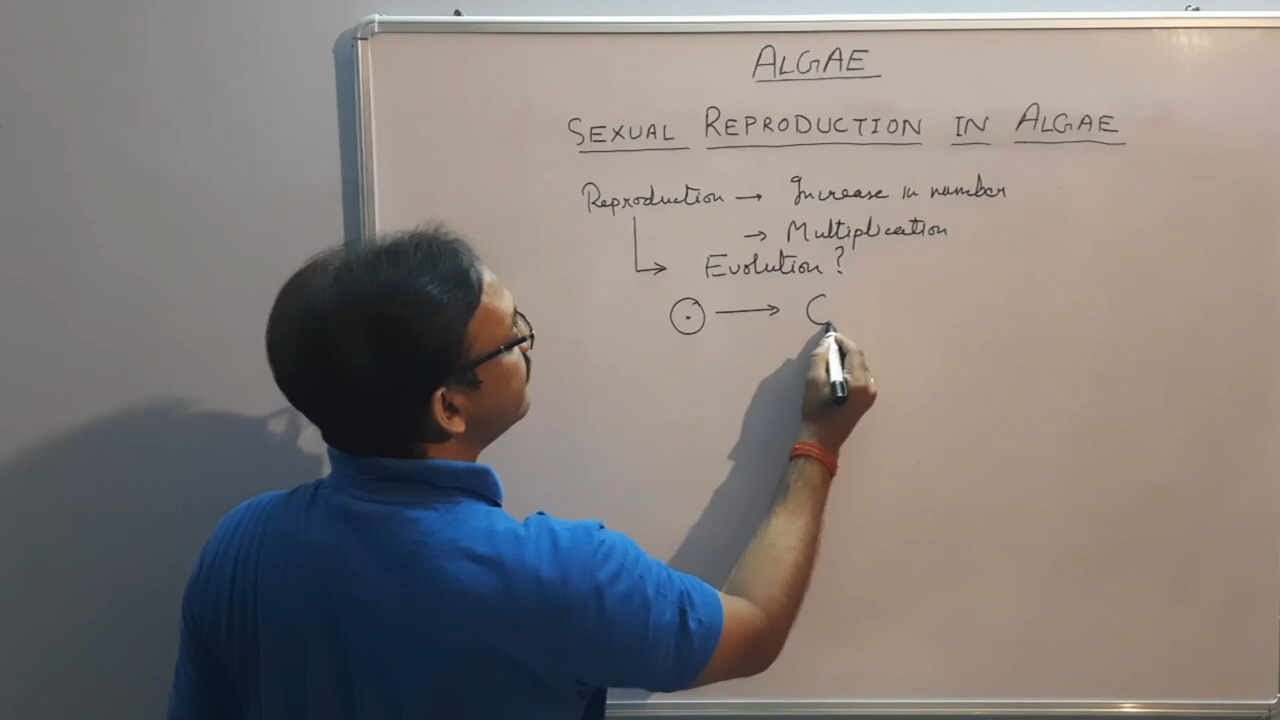 ALGAE
SEXUAL REPRODUCTION IN ALGAE
Reproduction → Increase in number
→ Multiplication
Evolution?